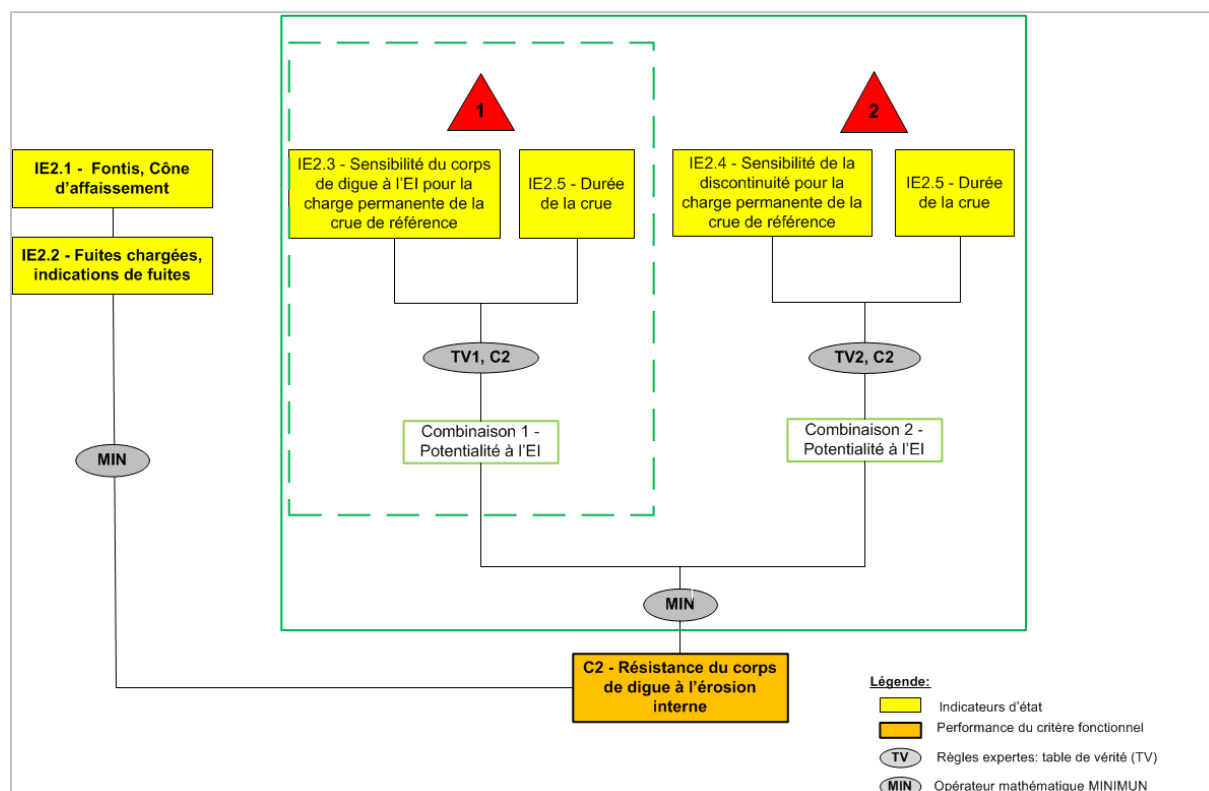 1
2
IE2.1 - Fontis, Cône
d’affaissement
IE2.2 - Fuites chargées,
indications de fuites
IE2.3 - Sensibilité du corps
de digue à l’EI pour la
charge permanente de la
crue de référence
IE2.5 - Durée
de la crue
IE2.4 - Sensibilité de la
discontinuité pour la
charge permanente de la
crue de référence
IE2.5 - Durée
de la crue
TV1, C2
TV2, C2
Combinaison 1 -
Potentialité à l’EI
Combinaison 2 -
Potentialité à l’EI
MIN
MIN
C2 - Résistance du corps
de digue à l’érosion
interne
Légende:
Indicateurs d’état
Performance du critère fonctionnel
TV Règles expertes: table de vérité (TV)
MIN Opérateur mathématique MINIMUN